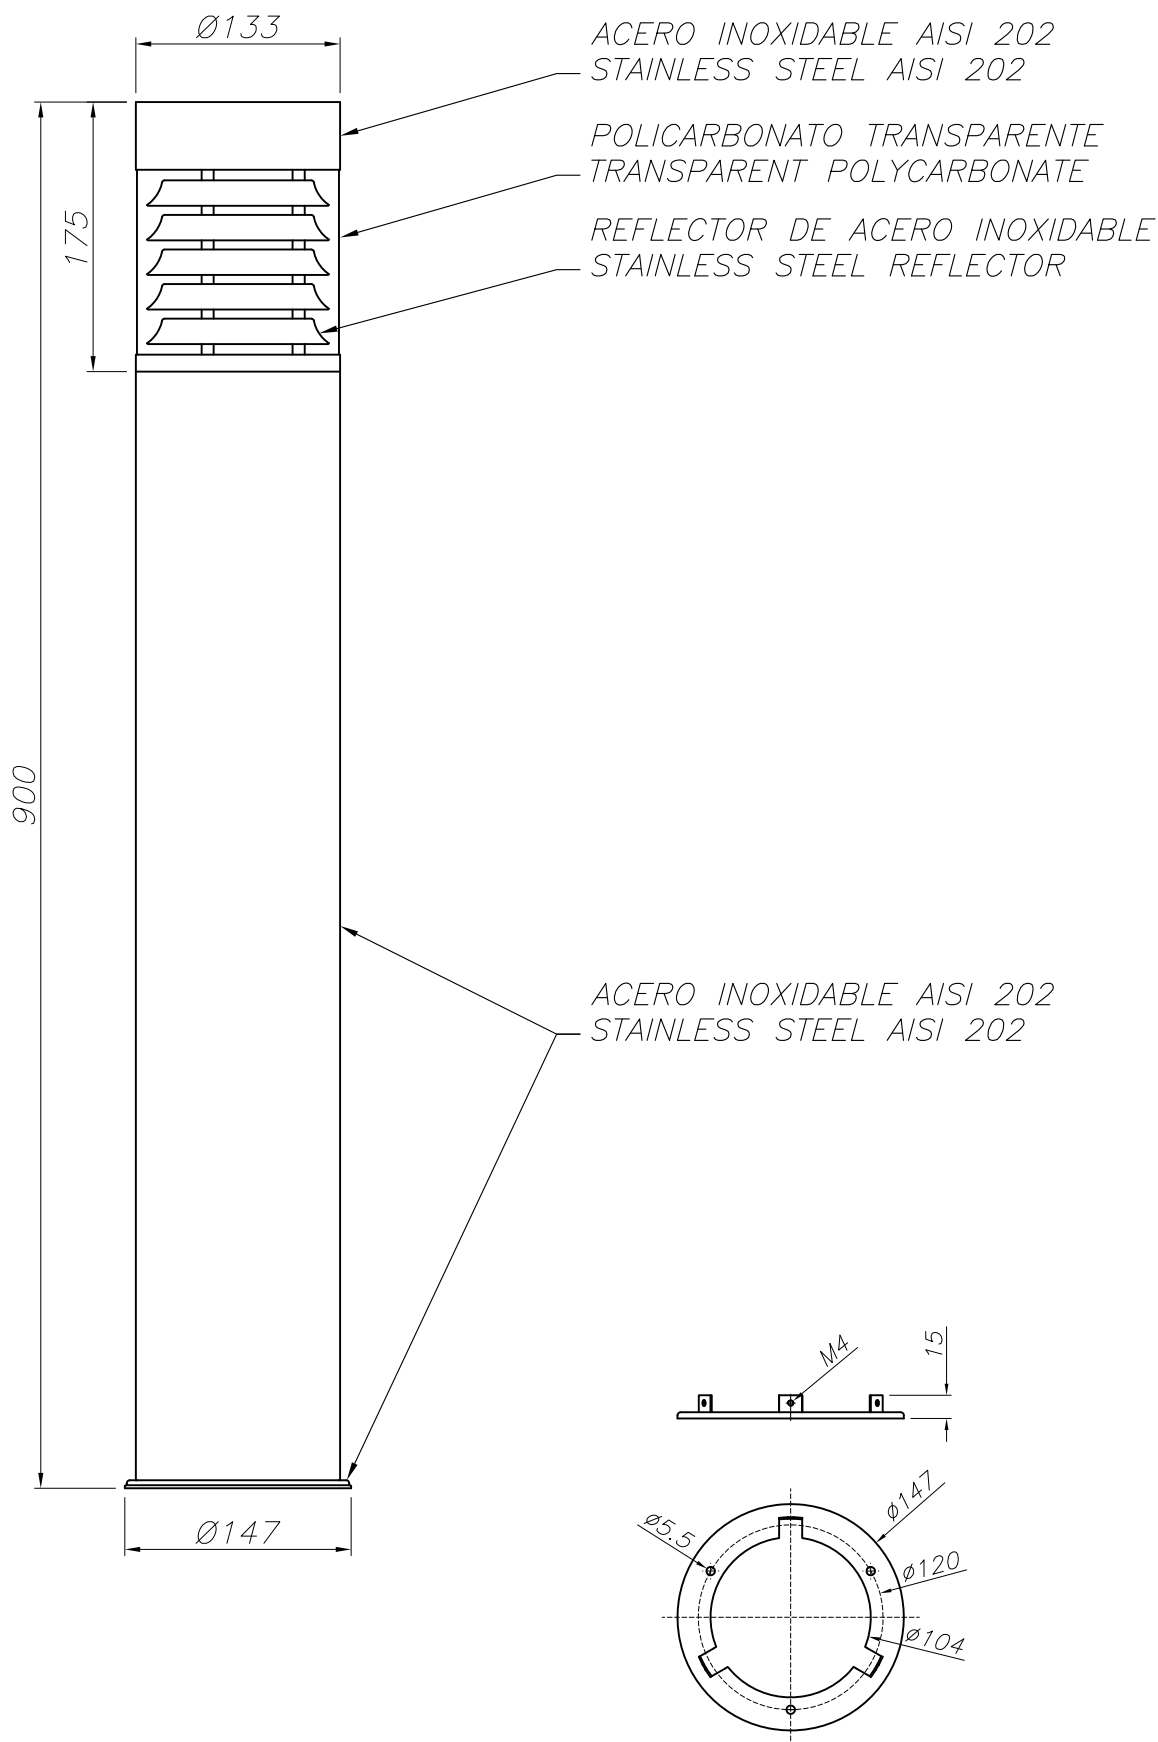 Ø133
ACERO INOXIDABLE AISI 202
STAINLESS STEEL AISI 202
POLICARBONATO TRANSPARENTE
TRANSPARENT POLYCARBONATE
175
REFLECTOR DE ACERO INOXIDABLE
STAINLESS STEEL REFLECTOR
900
ACERO INOXIDABLE AISI 202
STAINLESS STEEL AISI 202
M4
15
Ø147
ø5.5
ø147
ø120
ø104